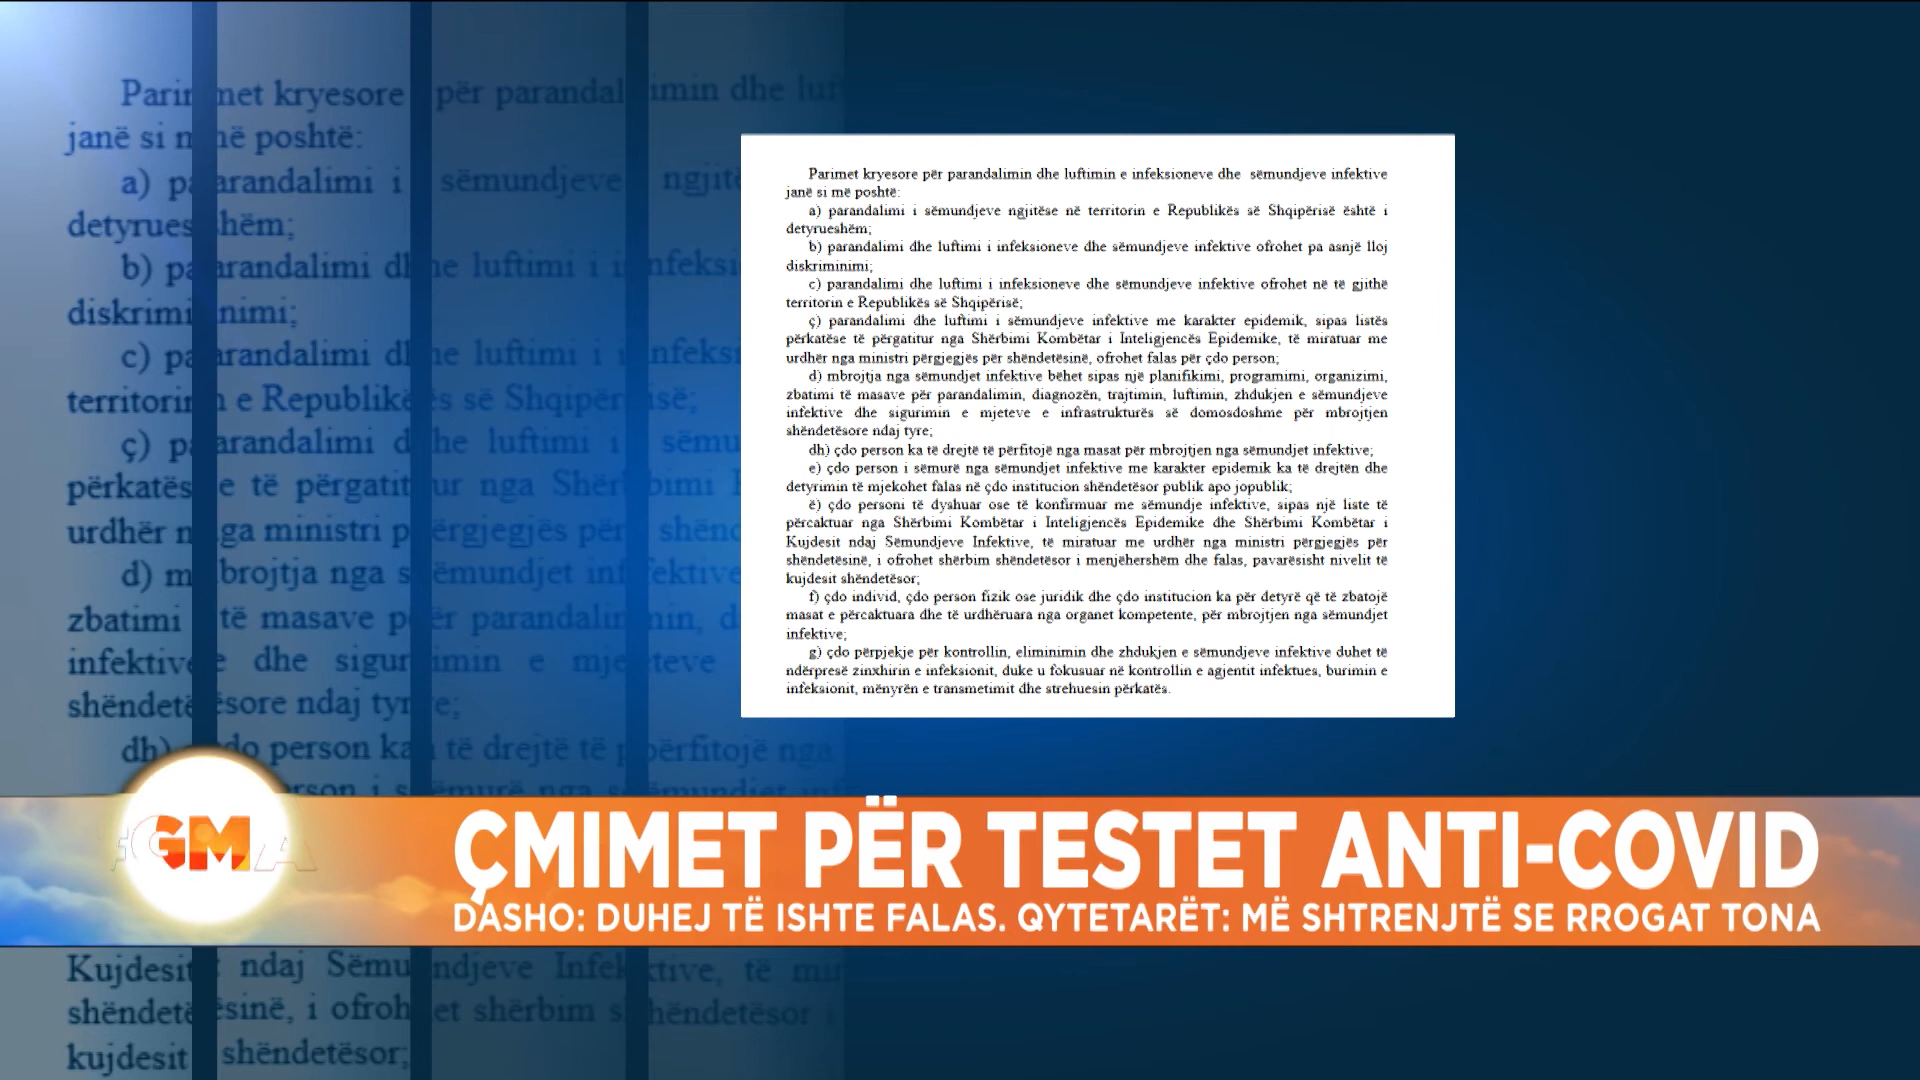 Parimet kryesore për parandalimin dhe luftimin e infeksioneve dhe sëmundjeve infektive
janë si më poshtë:
a) parandalimi i sëmundjeve ngjitëse në territorin e Republikës së Shqipërisë është i
detyrueshëm;
b) parandalimi dhe luftimi i infeksioneve dhe sëmundjeve infektive ofrohet pa asnjë lloj
diskriminimi;
c) parandalimi dhe luftimi i infeksioneve dhe sëmundjeve infektive ofrohet në të gjithë
territorin e Republikës së Shqipërisë;
ç) parandalimi dhe luftimi i sëmundjeve infektive me karakter epidemik, sipas listës
përkatëse të përgatitur nga Shërbimi Kombëtar i Inteligjencës Epidemike, të miratuar me
urdhër nga ministri përgjegjës për shëndetësinë, ofrohet falas për çdo person;
d) mbrojtja nga sëmundjet infektive bëhet sipas një planifikimi, programimi, organizimi,
zbatimi të masave për parandalimin, diagnozën, trajtimin, luftimin, zhdukjen e sëmundjeve
infektive dhe sigurimin e mjeteve e infrastrukturës së domosdoshme për mbrojtjen
shëndetësore ndaj tyre;
dh) çdo person ka të drejtë të përfitojë nga masat për mbrojtjen nga sëmundjet infektive;
e) çdo person i sëmurë nga sëmundjet infektive me karakter epidemik ka të drejtën dhe
detyrimin të mjekohet falas në çdo institucion shëndetësor publik apo jopublik;
ë) çdo personi të dyshuar ose të konfirmuar me sëmundje infektive, sipas një liste të
përcaktuar nga Shërbimi Kombëtar i Inteligjencës Epidemike dhe Shërbimi Kombëtar i
Kujdesit ndaj Sëmundjeve Infektive, të miratuar me urdhër nga ministri përgjegjës për
shëndetësinë, i ofrohet shërbim shëndetësor i menjëhershëm dhe falas, pavarësisht nivelit të
kujdesit shëndetësor;
f) çdo individ, çdo person fizik ose juridik dhe çdo institucion ka për detyrë që të zbatojë
masat e përcaktuara dhe të urdhëruara nga organet kompetente, për mbrojtjen nga sëmundjet
infektive;
g) çdo përpjekje për kontrollin, eliminimin dhe zhdukjen e sëmundjeve infektive duhet të
ndërpresë zinxhirin e infeksionit, duke u fokusuar në kontrollin e agjentit infektues, burimin e
infeksionit, mënyrën e transmetimit dhe strehuesin përkatës.
GMA
ÇMIMET PËR TESTET ANTI-COVID
DASHO: DUHEJ TË ISHTE FALAS. QYTETARËT: MË SHTRENJTË SE RROGAT TONA